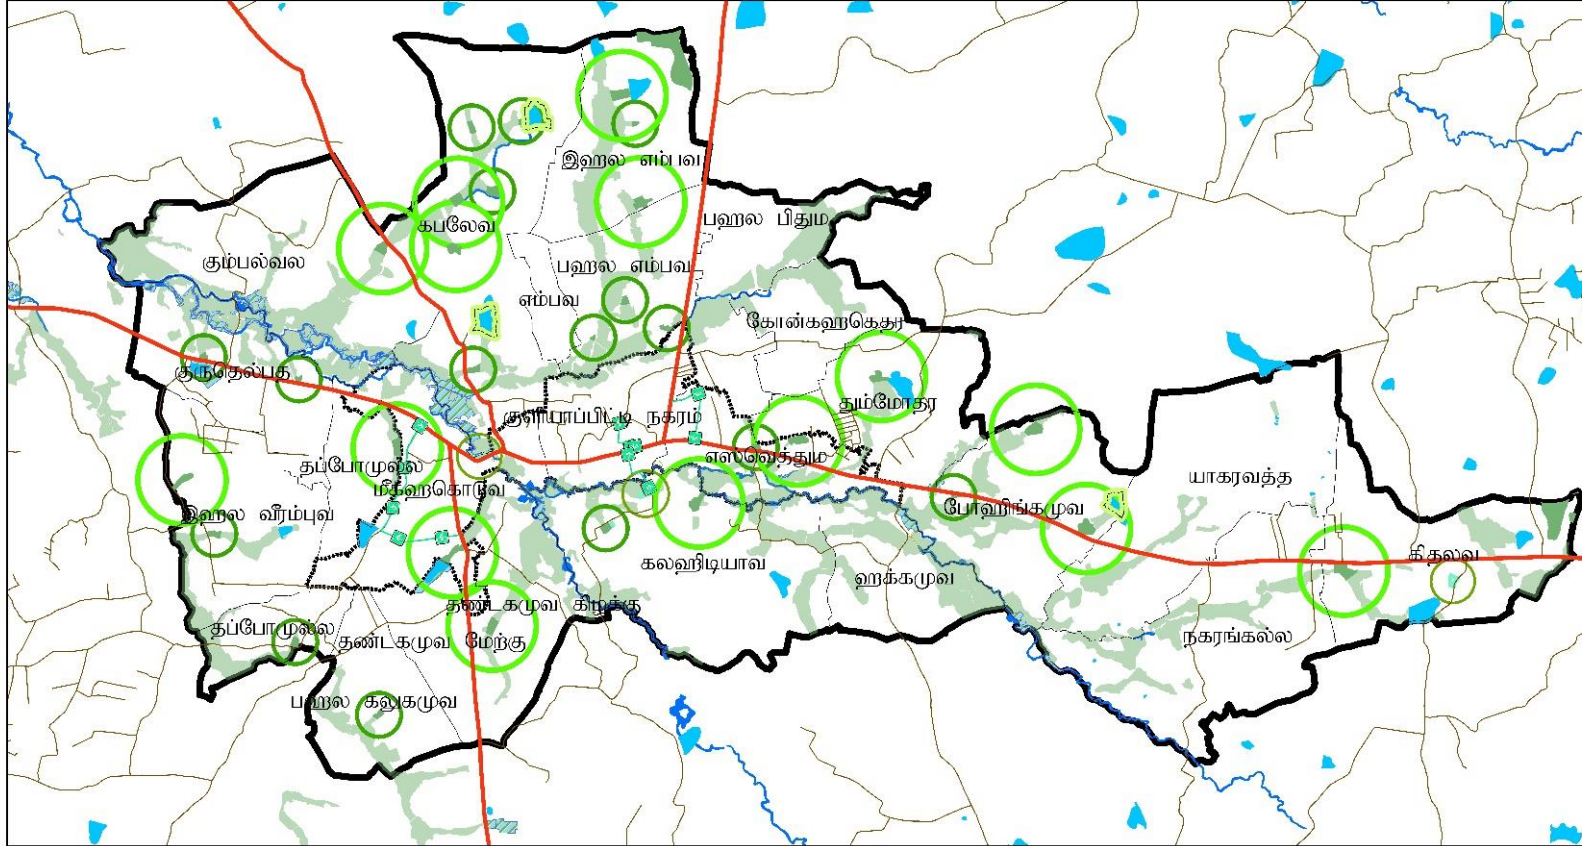 இஹல எம்பவ
பஹல பிதும
கபலேவ
கும்பல்வல
பஹல எம்பவ
எம்பவ
கோன்கஹகெதர
குருதெல்பத
தும்மோதர
குளியாப்பிட்டி நகரம்
எஸ்வெத்தும
தப்போமுல்ல
யாகரவத்த
மீகஹகொடுவ
போஹிங்கமுவ
இஹல வீரம்புவ
கிதலவ
கலஹிடியாவ
ஹக்கமுவ
தண்டகமுவ கிழக்கு
தப்போமுல்ல
நகரங்கல்ல
தண்டகமுவ மேற்கு
பஹல கலுகமுவ